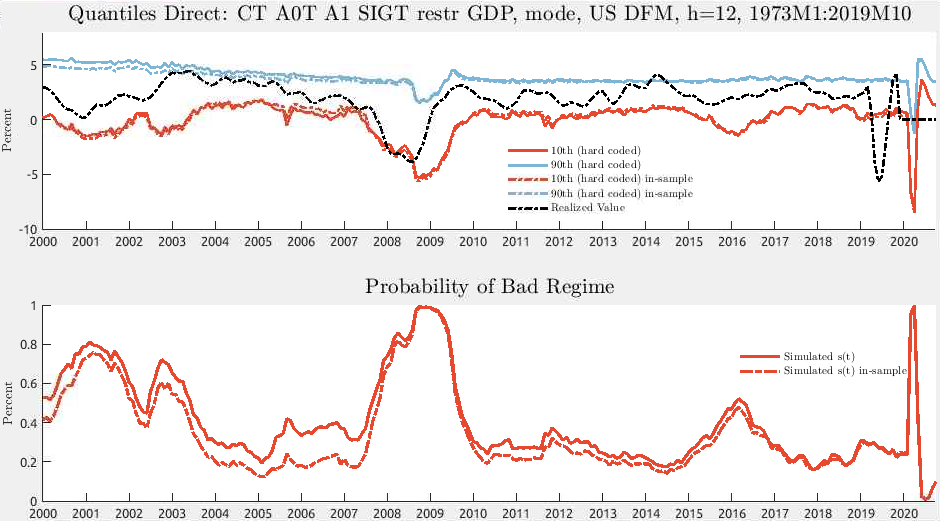 Quantiles Direct: CT A0T A1 SIGT restr GDP, mode, US DFM, h=12, 1973M1:2019M10
Percent
5
0
-5
-10
10th (hard coded)
90th (hard coded)
10th (hard coded) in-sample
90th (hard coded) in-sample
Realized Value
2000 2001 2002 2003 2004 2005 2006 2007 2008 2009 2010 2011 2012 2013 2014 2015 2016 2017 2018 2019 2020
Probability of Bad Regime
Percent
1
0.8
0.6
0.4
0.2
0
Simulated s(t)
Simulated s(t) in-sample
2000 2001 2002 2003 2004 2005 2006 2007 2008 2009 2010 2011 2012 2013 2014 2015 2016 2017 2018 2019 2020